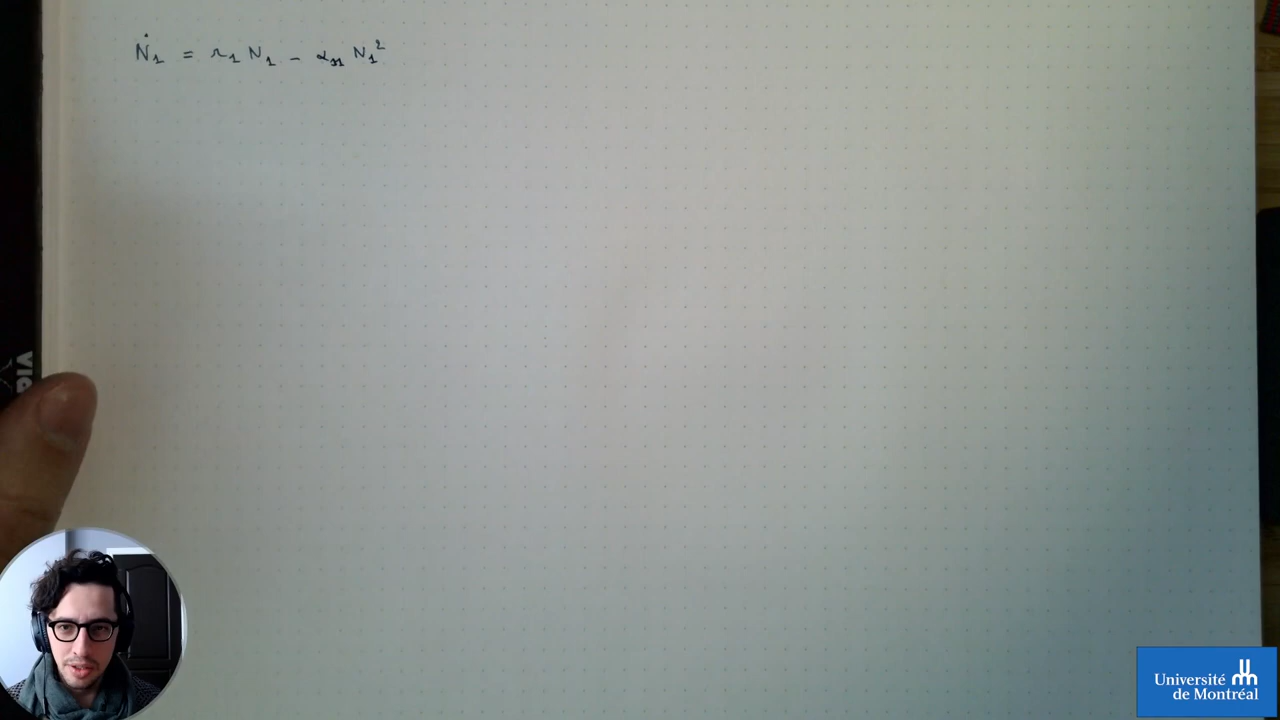 Ṅ₁ = r₁ N₁ - α₁₁ N₁²
Université
de Montréal